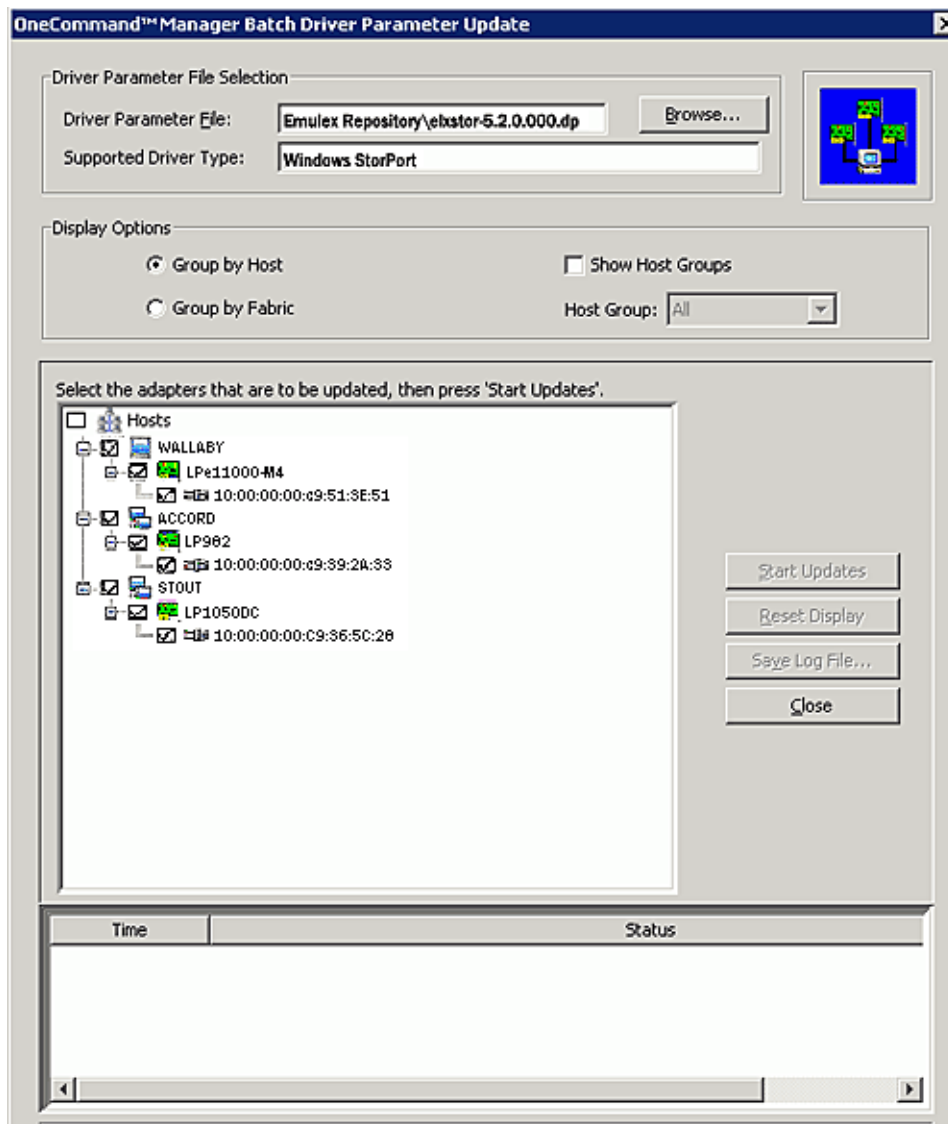 OneCommand™ Manager Batch Driver Parameter Update
Driver Parameter File Selection
Driver Parameter File: Emulex Repository\elxstor-5.2.0.000.dp Browse...
Supported Driver Type: Windows StorPort
Display Options
Group by Host Show Host Groups
Group by Fabric Host Group: All
Select the adapters that are to be updated, then press 'Start Updates'.
Hosts
WALLABY
LPe11000-M4
10:00:00:00:c9:51:3E:51
ACCORD
LP982
10:00:00:00:c9:39:2A:33
STOUT
LP1050DC
10:00:00:00:C9:36:5C:28
Start Updates
Reset Display
Save Log File...
Close
Time Status